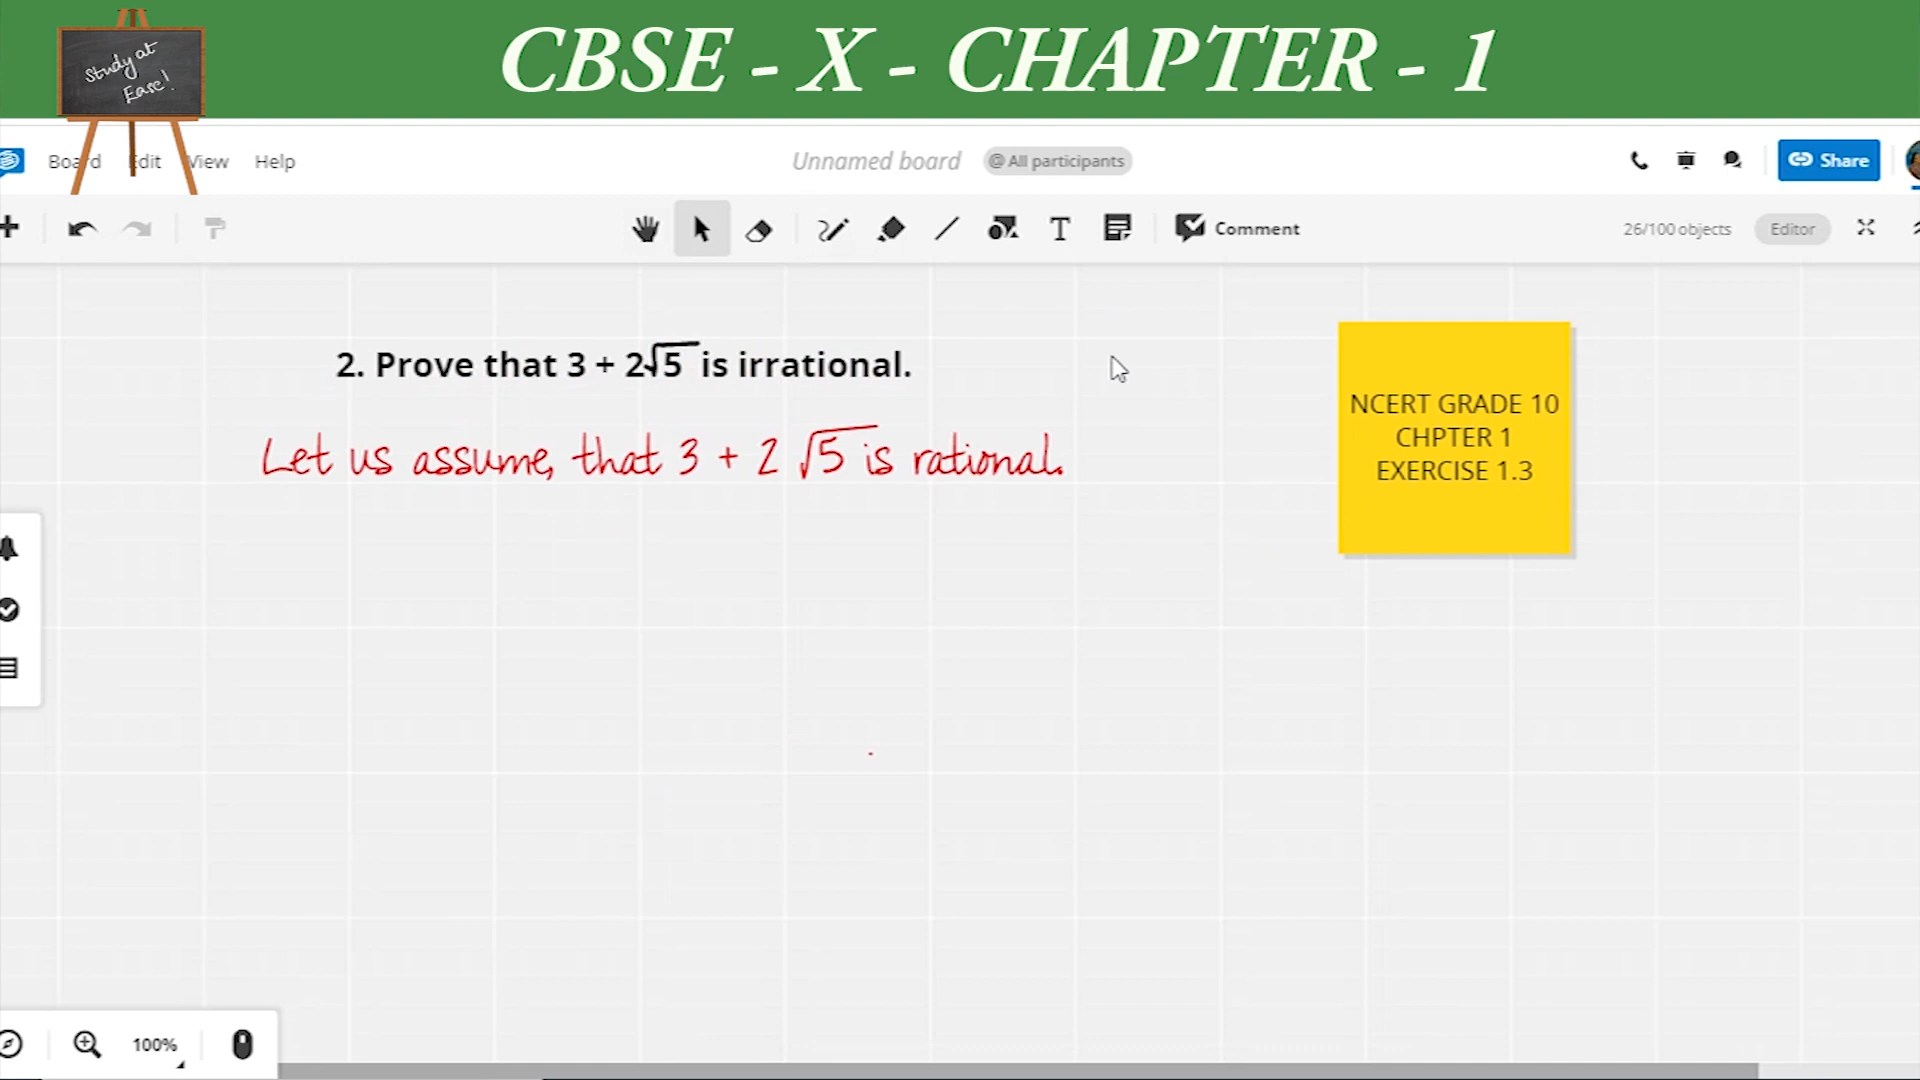 CBSE - X - CHAPTER - 1
Study at
Ease!
Board Edit View Help
Unnamed board
@ All participants
Share
Comment
26/100 objects
Editor
2. Prove that 3 + 2√5 is irrational.
Let us assume, that 3 + 2 √5 is rational.
NCERT GRADE 10
CHPTER 1
EXERCISE 1.3
100%